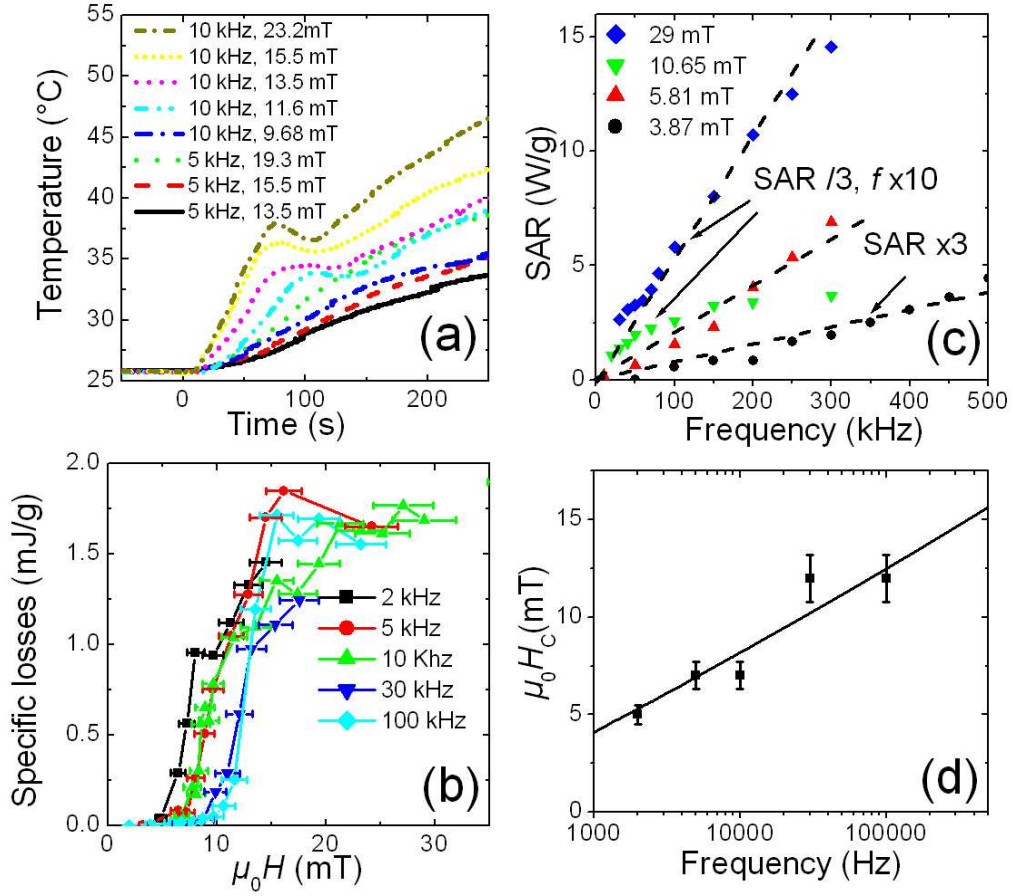 55
50
45
40
35
30
25
Temperature (°C)
10 kHz, 23.2mT
10 kHz, 15.5 mT
10 kHz, 13.5 mT
10 kHz, 11.6 mT
10 kHz, 9.68 mT
5 kHz, 19.3 mT
5 kHz, 15.5 mT
5 kHz, 13.5 mT
(a)
0 100 200
Time (s)
15
10
5
0
SAR (W/g)
29 mT
10.65 mT
5.81 mT
3.87 mT
SAR /3, f x10
SAR x3
(c)
0 100 200 300 400 500
Frequency (kHz)
2.0
1.5
1.0
0.5
0.0
Specific losses (mJ/g)
2 kHz
5 kHz
10 Khz
30 kHz
100 kHz
(b)
0 10 20 30
μ0H (mT)
15
10
5
0
μ0HC(mT)
(d)
1000 10000 100000
Frequency (Hz)